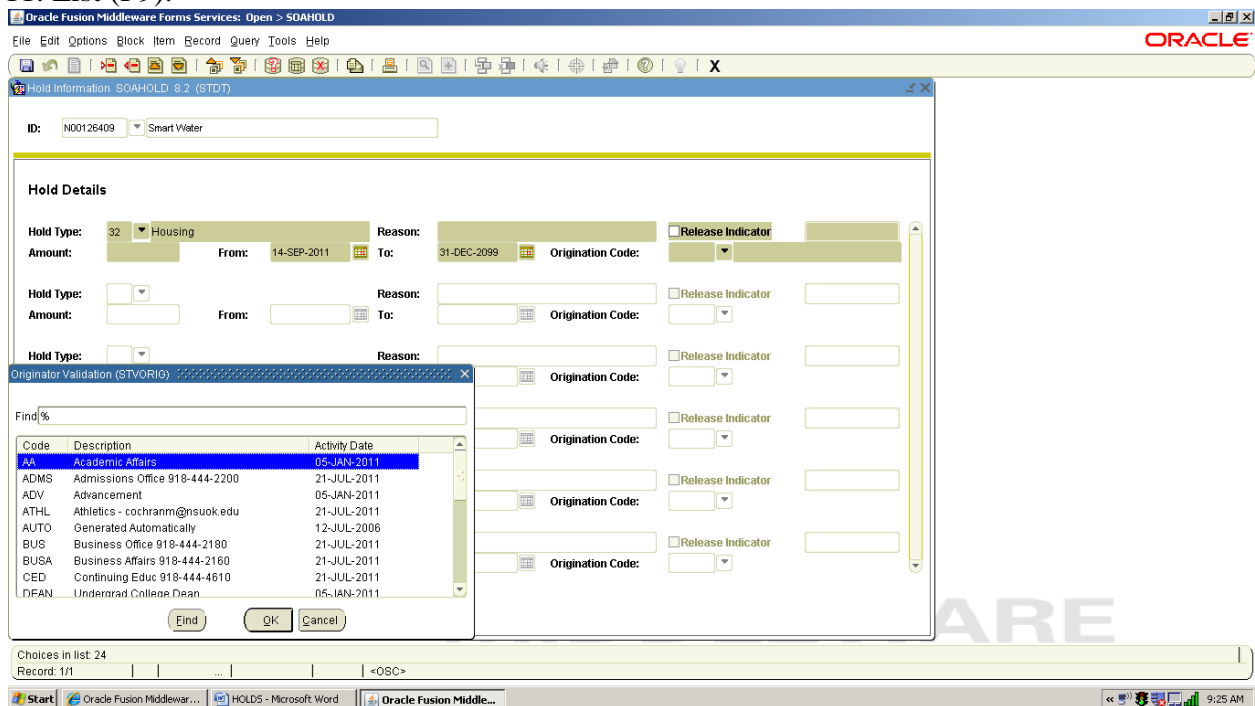 Oracle Fusion Middleware Forms Services: Open > SOAHOLD
File Edit Options Block Item Record Query Tools Help
ORACLE
X
Hold Information SOAHOLD 8.2 (STDT)
ID: N00126409 Smart Water
Hold Details
Hold Type: 32 Housing Reason: Release Indicator
Amount: From: 14-SEP-2011 To: 31-DEC-2099 Origination Code:
Hold Type: Reason: Release Indicator
Amount: From: To: Origination Code:
Hold Type: Reason: Release Indicator
Originator Validation (STVORIG)
Origination Code:
Find %
Release Indicator
Code Description Activity Date
Origination Code:
AA Academic Affairs 05-JAN-2011
ADMS Admissions Office 918-444-2200 21-JUL-2011
Release Indicator
ADV Advancement 05-JAN-2011
Origination Code:
ATHL Athletics - cochranm@nsuok.edu 21-JUL-2011
AUTO Generated Automatically 12-JUL-2006
BUS Business Office 918-444-2180 21-JUL-2011
Release Indicator
BUSA Business Affairs 918-444-2160 21-JUL-2011
Origination Code:
CED Continuing Educ 918-444-4610 21-JUL-2011
DEAN Undergrad College Dean 05-JAN-2011
Find OK Cancel
ARE
Choices in list: 24
Record: 1/1 ... <OSC>
Start Oracle Fusion Middlewar... HOLDS - Microsoft Word Oracle Fusion Middle... 9:25 AM